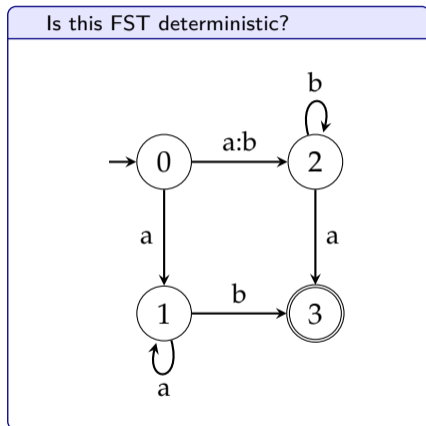 Is this FST deterministic?
b
0 a:b 2
a a
1 b 3
a